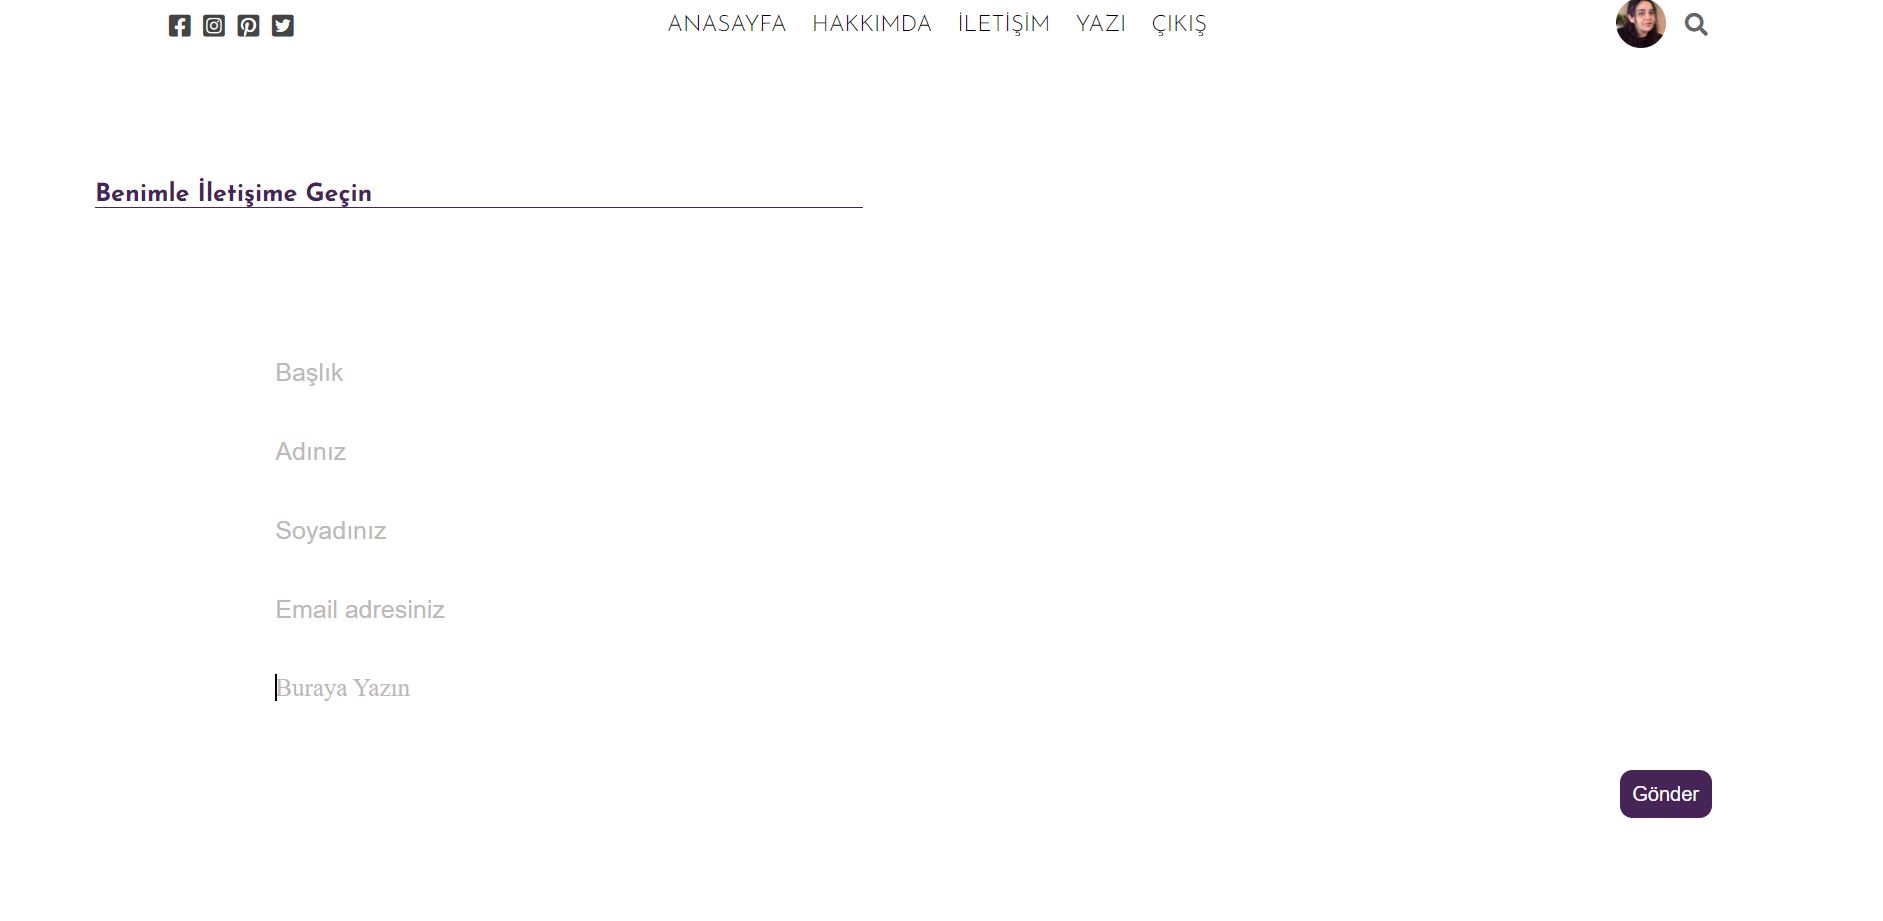 ANASAYFA HAKKIMDA İLETİŞİM YAZI ÇIKIŞ
Benimle İletişime Geçin
Başlık
Adınız
Soyadınız
Email adresiniz
Buraya Yazın
Gönder